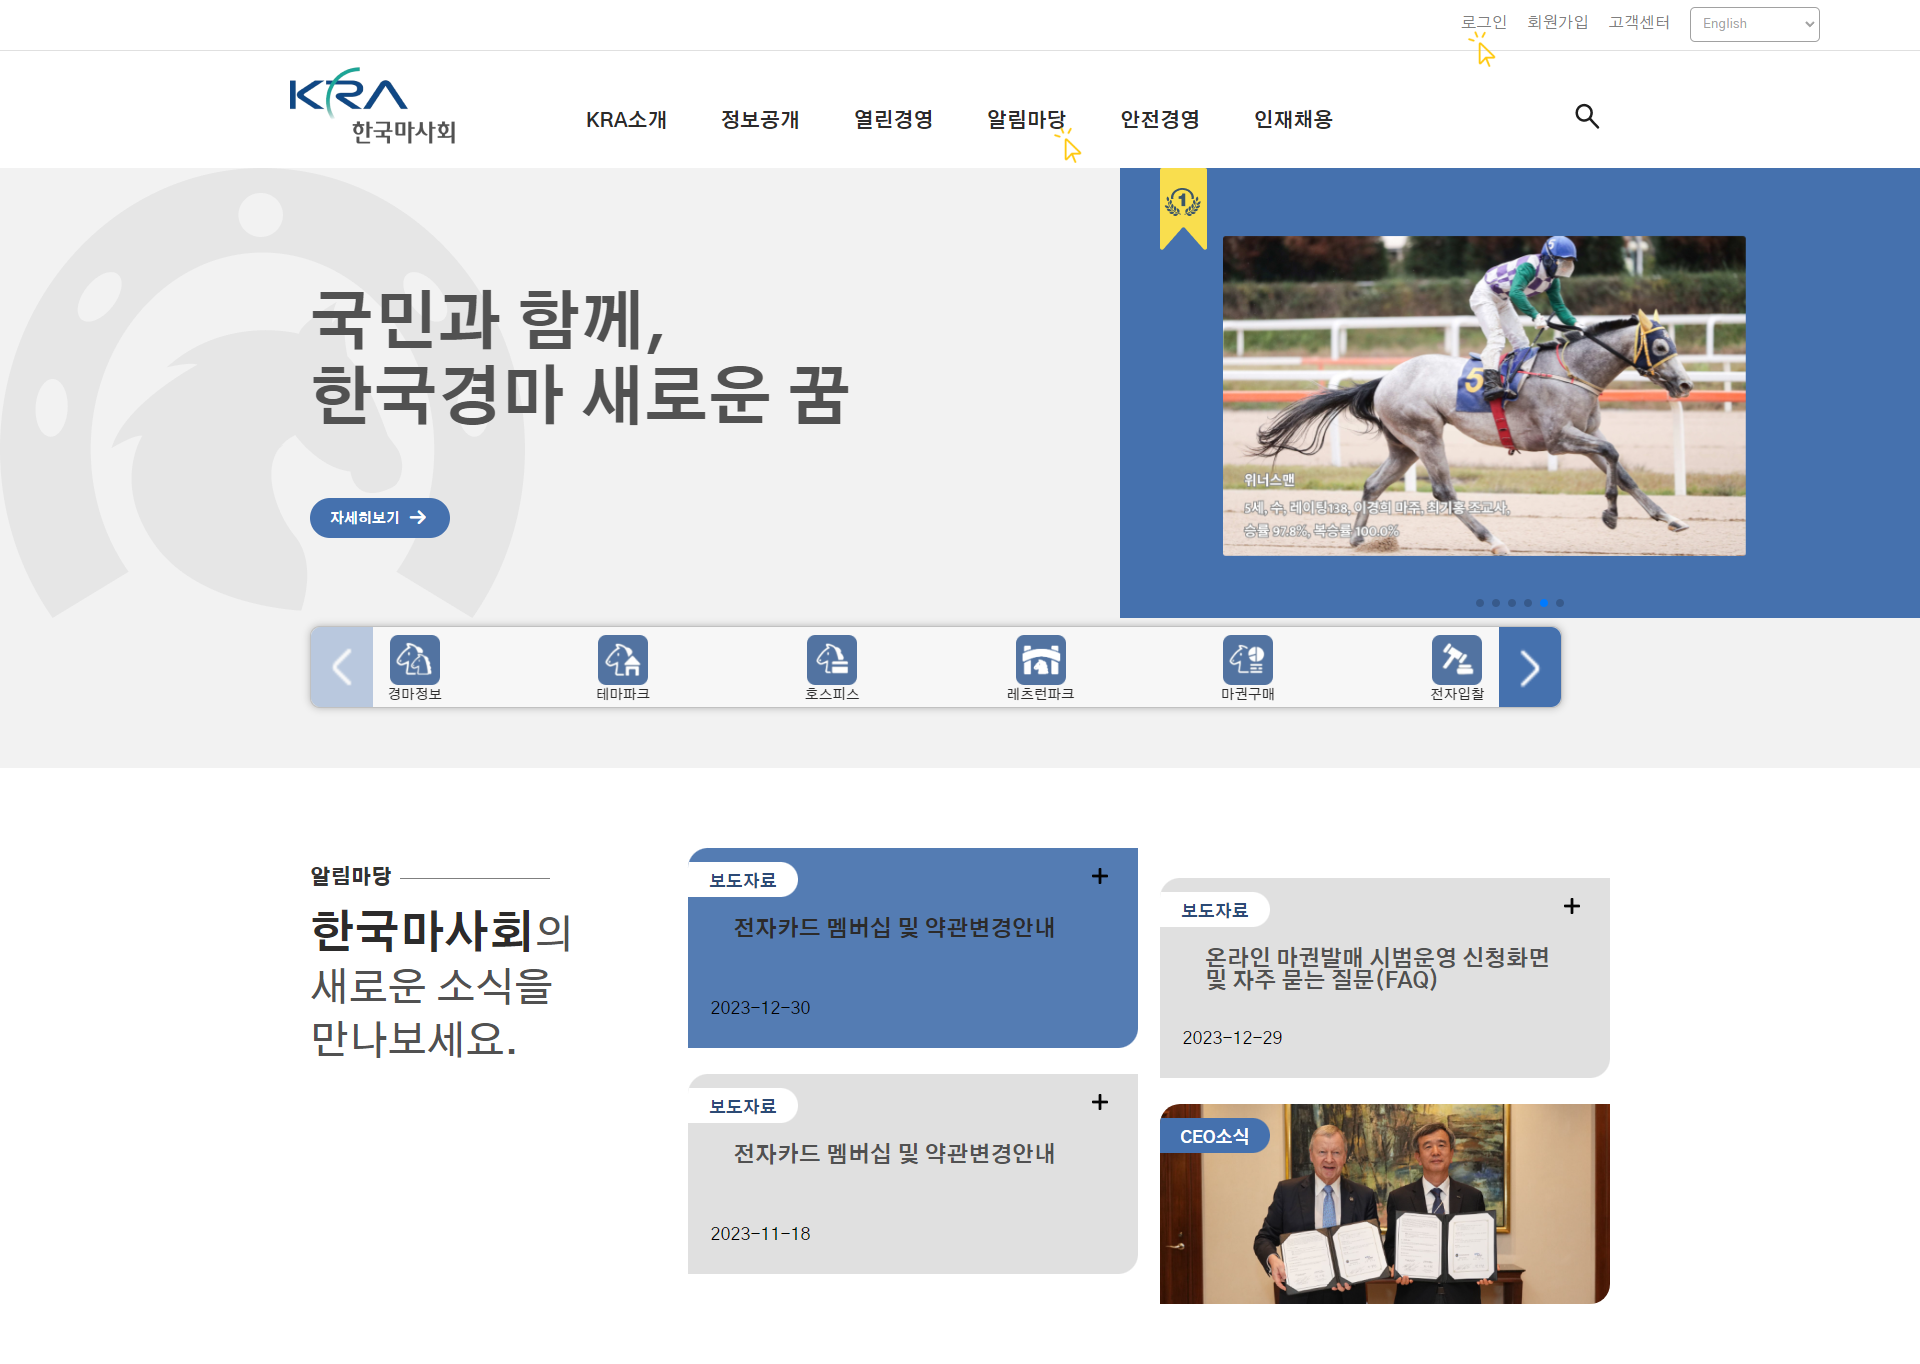 로그인 회원가입 고객센터 English
KRA
한국마사회
KRA소개 정보공개 열린경영 알림마당 안전경영 인재채용
1
국민과 함께,
한국경마 새로운 꿈
자세히보기
5
위너스맨
5세, 수, 레이팅138, 이경희 마주, 최기홍 조교사,
승률 97.8%, 복승률 100.0%
경마정보 테마파크 호스피스 레츠런파크 마권구매 전자입찰
알림마당
한국마사회의
새로운 소식을
만나보세요.
보도자료
전자카드 멤버십 및 약관변경안내
2023-12-30
보도자료
온라인 마권발매 시범운영 신청화면
및 자주 묻는 질문(FAQ)
2023-12-29
보도자료
전자카드 멤버십 및 약관변경안내
2023-11-18
CEO소식